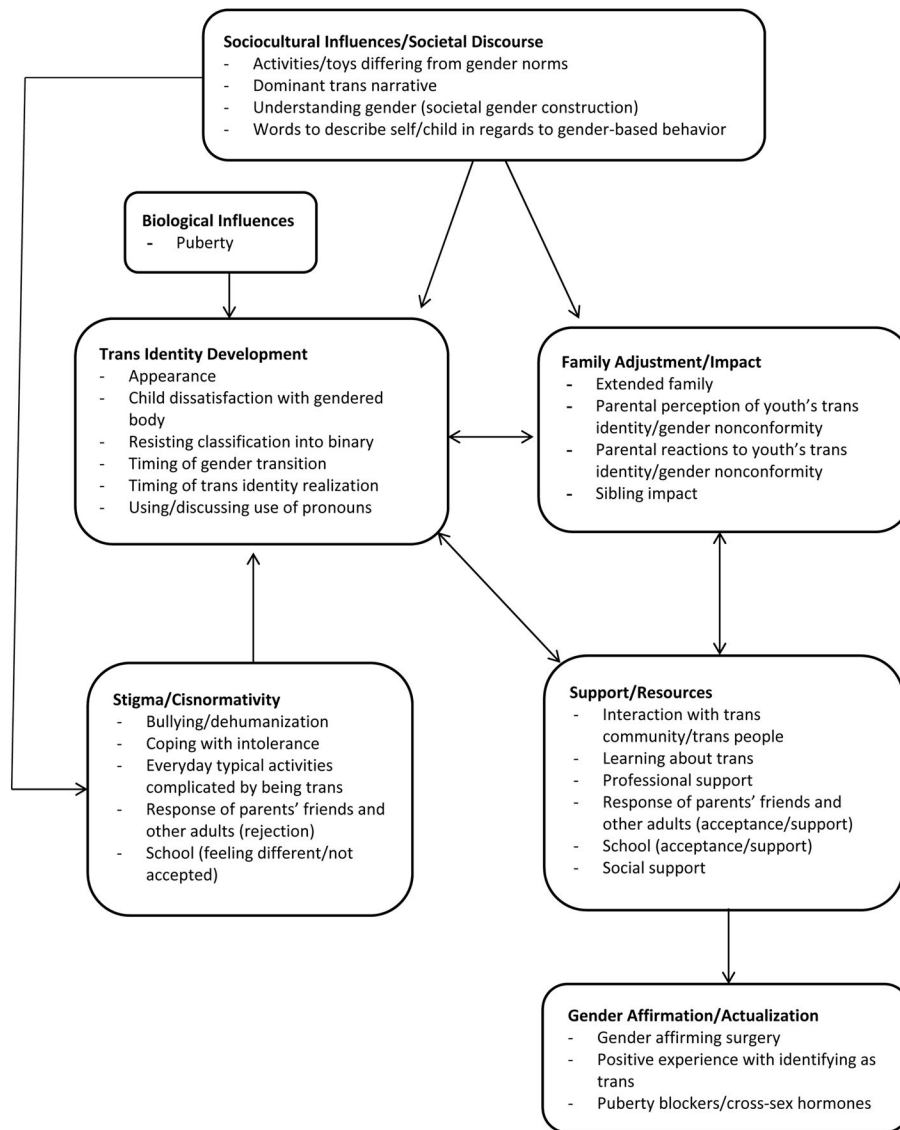 Sociocultural Influences/Societal Discourse
- Activities/toys differing from gender norms
- Dominant trans narrative
- Understanding gender (societal gender construction)
- Words to describe self/child in regards to gender-based behavior
Biological Influences
- Puberty
Trans Identity Development
- Appearance
- Child dissatisfaction with gendered
body
- Resisting classification into binary
- Timing of gender transition
- Timing of trans identity realization
- Using/discussing use of pronouns
Family Adjustment/Impact
- Extended family
- Parental perception of youth’s trans
identity/gender nonconformity
- Parental reactions to youth’s trans
identity/gender nonconformity
- Sibling impact
Stigma/Cisnormativity
- Bullying/dehumanization
- Coping with intolerance
- Everyday typical activities
complicated by being trans
- Response of parents’ friends and
other adults (rejection)
- School (feeling different/not
accepted)
Support/Resources
- Interaction with trans
community/trans people
- Learning about trans
- Professional support
- Response of parents’ friends and
other adults (acceptance/support)
- School (acceptance/support)
- Social support
Gender Affirmation/Actualization
- Gender affirming surgery
- Positive experience with identifying as
trans
- Puberty blockers/cross-sex hormones